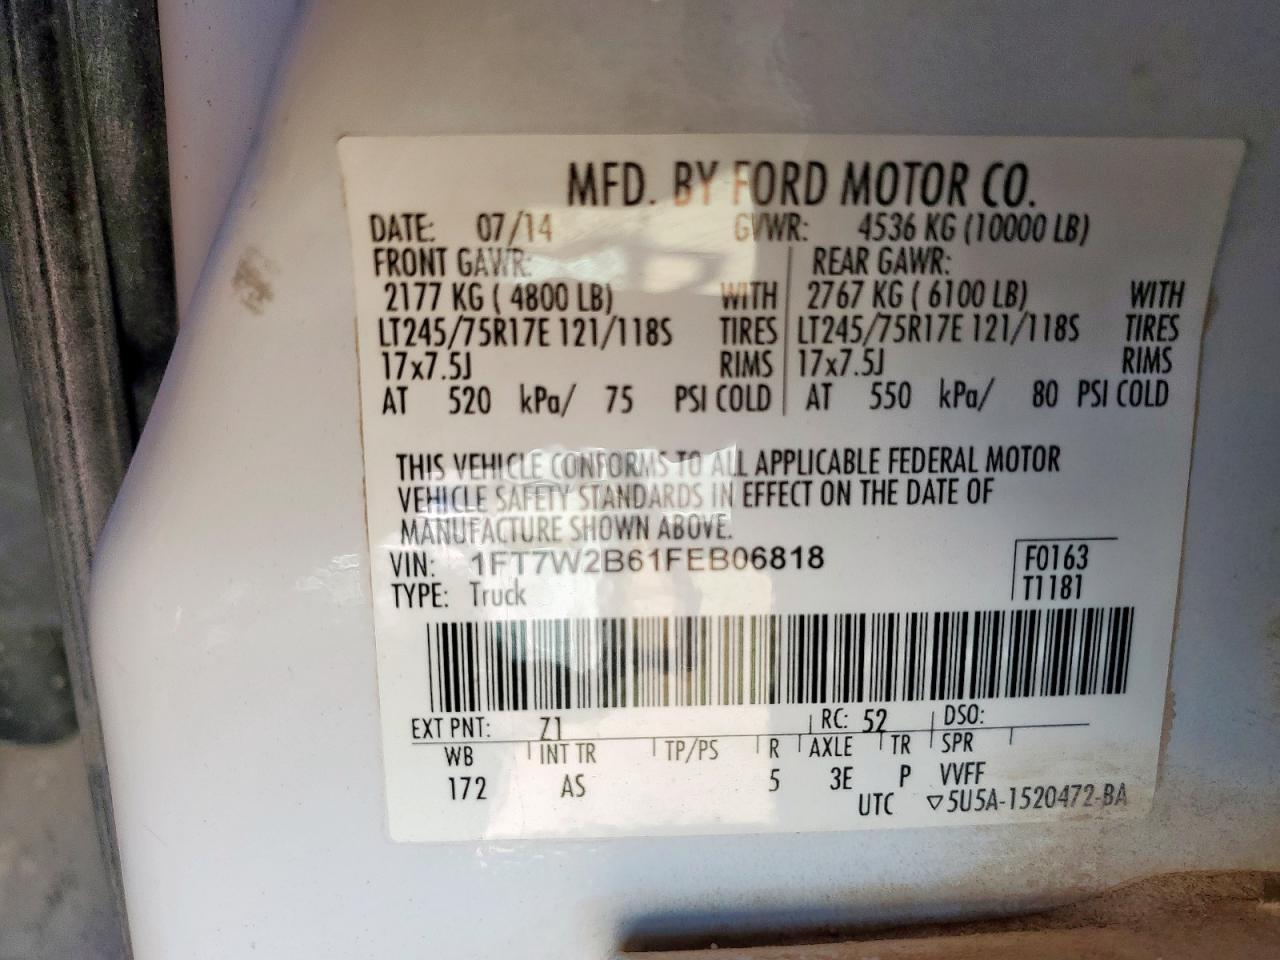 MFD. BY FORD MOTOR CO.
DATE: 07/14 GVWR: 4536 KG (10000 LB)
FRONT GAWR: REAR GAWR:
2177 KG ( 4800 LB) WITH 2767 KG ( 6100 LB) WITH
LT245/75R17E 121/118S TIRES LT245/75R17E 121/118S TIRES
17x7.5J RIMS 17x7.5J RIMS
AT 520 kPa/ 75 PSI COLD AT 550 kPa/ 80 PSI COLD
THIS VEHICLE CONFORMS TO ALL APPLICABLE FEDERAL MOTOR
VEHICLE SAFETY STANDARDS IN EFFECT ON THE DATE OF
MANUFACTURE SHOWN ABOVE.
VIN: 1FT7W2B61FEB06818 F0163
TYPE: Truck T1181
EXT PNT: Z1 RC: 52 DSO:
WB INT TR TP/PS R AXLE TR SPR
172 AS 5 3E P VVFF
UTC ▽5U5A-1520472-BA